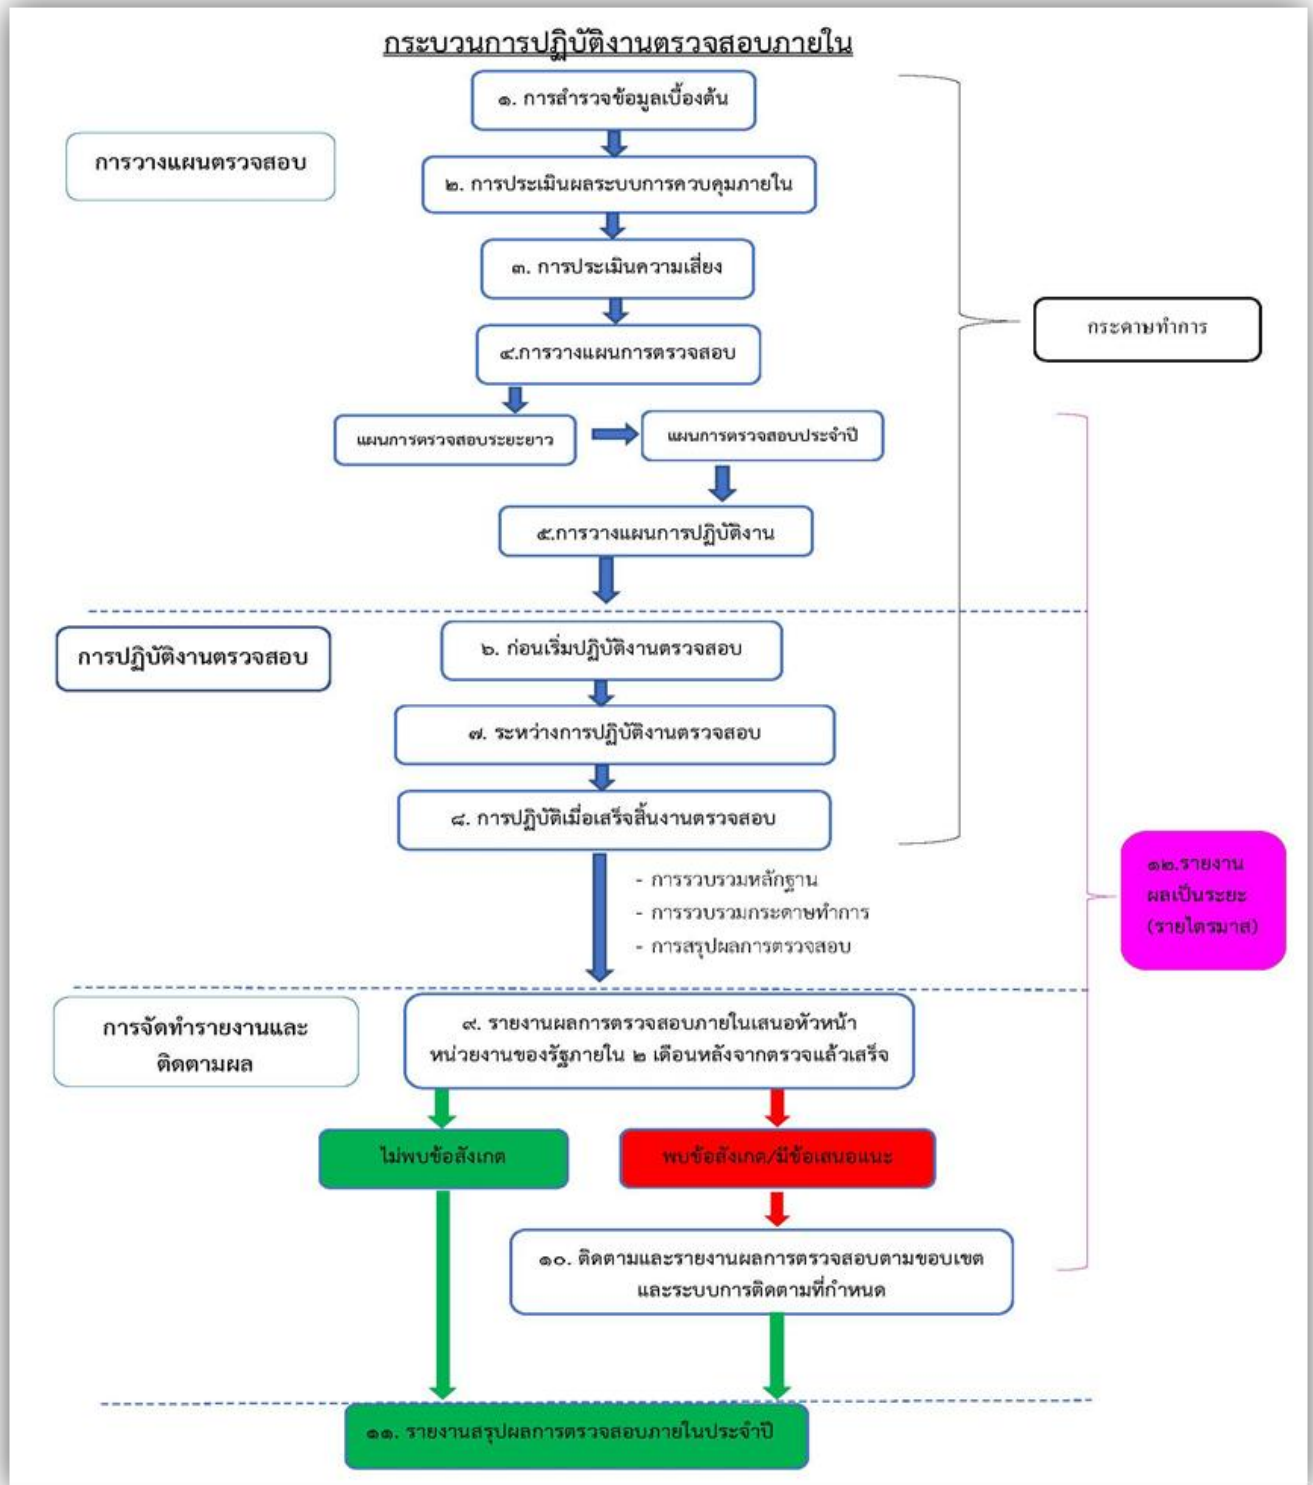 กระบวนการปฏิบัติงานตรวจสอบภายใน
๑. การสำรวจข้อมูลเบื้องต้น
การวางแผนตรวจสอบ
๒. การประเมินผลระบบการควบคุมภายใน
๓. การประเมินความเสี่ยง
กระดาษทำการ
๔.การวางแผนการตรวจสอบ
แผนการตรวจสอบระยะยาว
แผนการตรวจสอบประจำปี
๕.การวางแผนการปฏิบัติงาน
การปฏิบัติงานตรวจสอบ
๖. ก่อนเริ่มปฏิบัติงานตรวจสอบ
๗. ระหว่างการปฏิบัติงานตรวจสอบ
๘. การปฏิบัติเมื่อเสร็จสิ้นงานตรวจสอบ
- การรวบรวมหลักฐาน
- การรวบรวมกระดาษทำการ
- การสรุปผลการตรวจสอบ
๑๒.รายงาน
ผลเป็นระยะ
(รายไตรมาส)
การจัดทำรายงานและ
ติดตามผล
๙. รายงานผลการตรวจสอบภายในเสนอหัวหน้า
หน่วยงานของรัฐภายใน ๒ เดือนหลังจากตรวจแล้วเสร็จ
ไม่พบข้อสังเกต
พบข้อสังเกต/มีข้อเสนอแนะ
๑๐. ติดตามและรายงานผลการตรวจสอบตามขอบเขต
และระบบการติดตามที่กำหนด
๑๑. รายงานสรุปผลการตรวจสอบภายในประจำปี